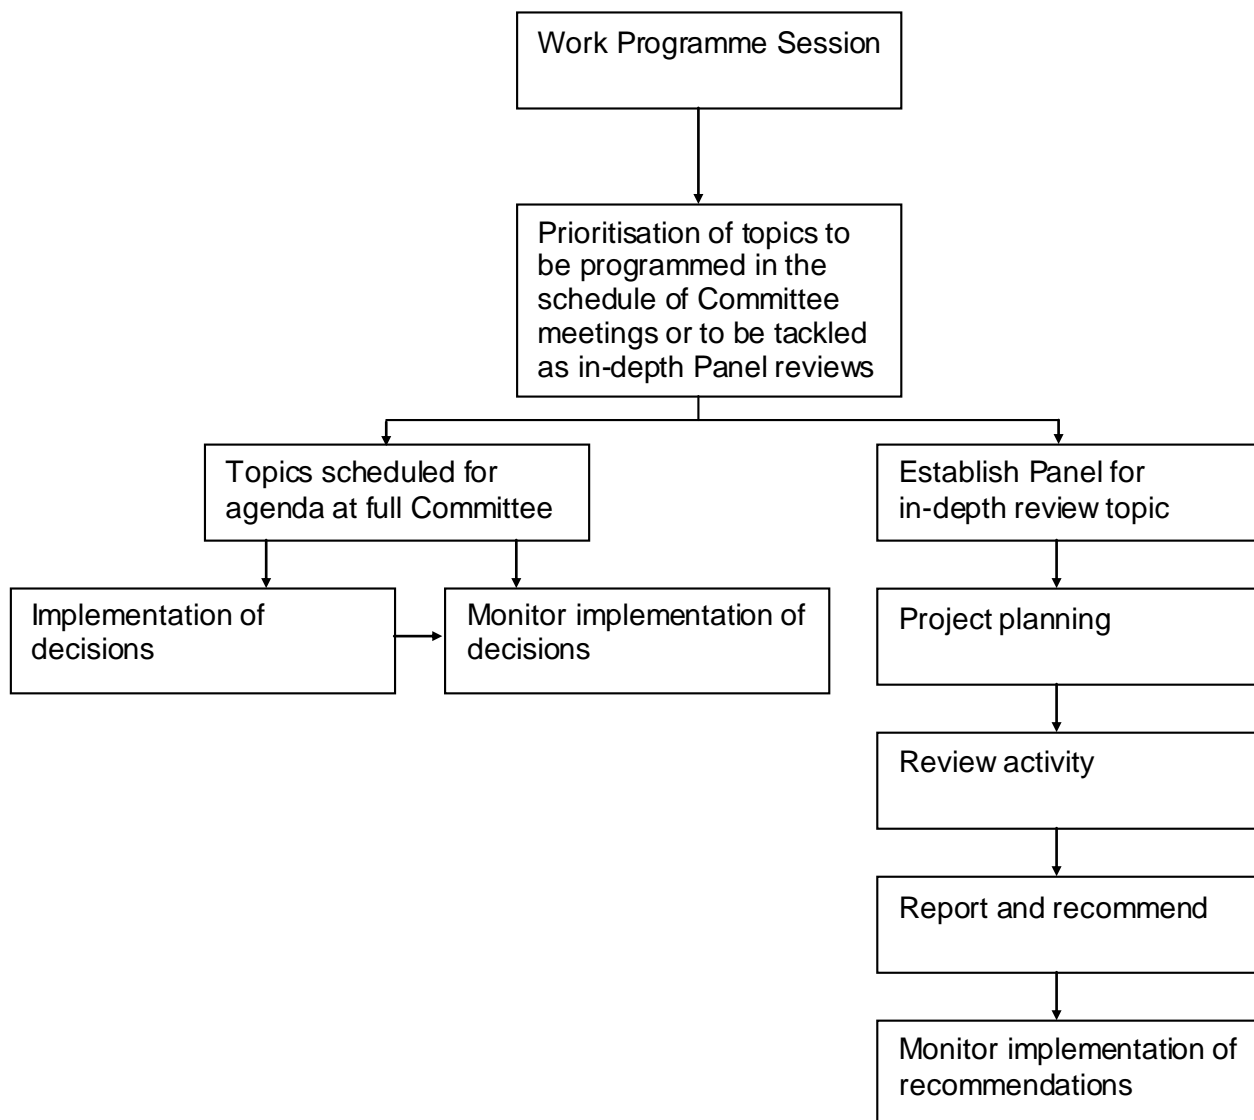 Work Programme Session
Prioritisation of topics to
be programmed in the
schedule of Committee
meetings or to be tackled
as in-depth Panel reviews
Topics scheduled for
agenda at full Committee
Establish Panel for
in-depth review topic
Implementation of
decisions
Monitor implementation of
decisions
Project planning
Review activity
Report and recommend
Monitor implementation of
recommendations